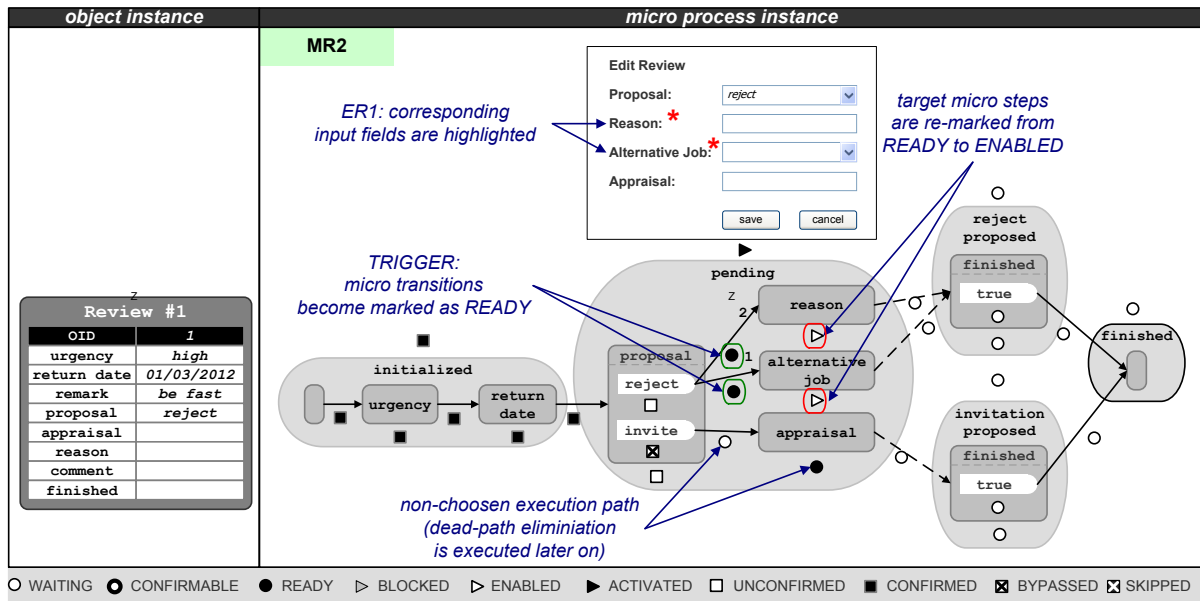 object instance
micro process instance
MR2
Edit Review
Proposal:
reject
Reason: *
Alternative Job:*
Appraisal:
save
cancel
ER1: corresponding
input fields are highlighted
target micro steps
are re-marked from
READY to ENABLED
TRIGGER:
micro transitions
become marked as READY
z
Review #1
OID
1
urgency
high
return date
01/03/2012
remark
be fast
proposal
reject
appraisal
reason
comment
finished
initialized
urgency
return
date
pending
z
2
1
proposal
reject
invite
reason
alternative
job
appraisal
reject
proposed
finished
true
invitation
proposed
finished
true
finished
non-choosen execution path
(dead-path eliminiation
is executed later on)
WAITING
CONFIRMABLE
READY
BLOCKED
ENABLED
ACTIVATED
UNCONFIRMED
CONFIRMED
BYPASSED
SKIPPED